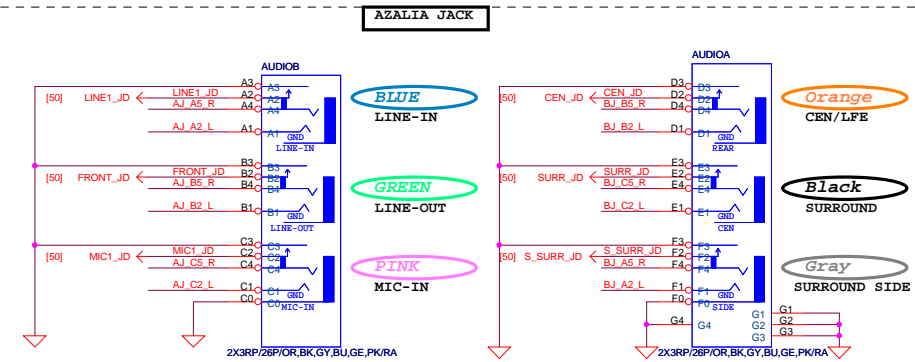 AZALIA JACK
AUDIOB
A3 A3
[50] LINE1_JD LINE1_JD A2 A2
AJ_A5_R A4 A4
AJ_A2_L A1 A1
GND
LINE-IN
BLUE
LINE-IN
B3 B3
[50] FRONT_JD FRONT_JD B2 B2
AJ_B5_R B4 B4
AJ_B2_L B1 B1
GND
LINE-OUT
GREEN
LINE-OUT
C3 C3
[50] MIC1_JD MIC1_JD C2 C2
AJ_C5_R C4 C4
AJ_C2_L C1 C1
GND
C0 C0
MIC-IN
PINK
MIC-IN
2X3RP/26P/OR,BK,GY,BU,GE,PK/RA
AUDIOA
D3 D3
[50] CEN_JD CEN_JD D2 D2
BJ_B5_R D4 D4
BJ_B2_L D1 D1
GND
REAR
Orange
CEN/LFE
E3 E3
[50] SURR_JD SURR_JD E2 E2
BJ_C5_R E4 E4
BJ_C2_L E1 E1
GND
CEN
Black
SURROUND
F3 F3
[50] S_SURR_JD S_SURR_JD F2 F2
BJ_A5_R F4 F4
BJ_A2_L F1 F1
GND
F0 F0
SIDE
Gray
SURROUND SIDE
G4 G4
G1 G1
G2 G2
G3 G3
2X3RP/26P/OR,BK,GY,BU,GE,PK/RA